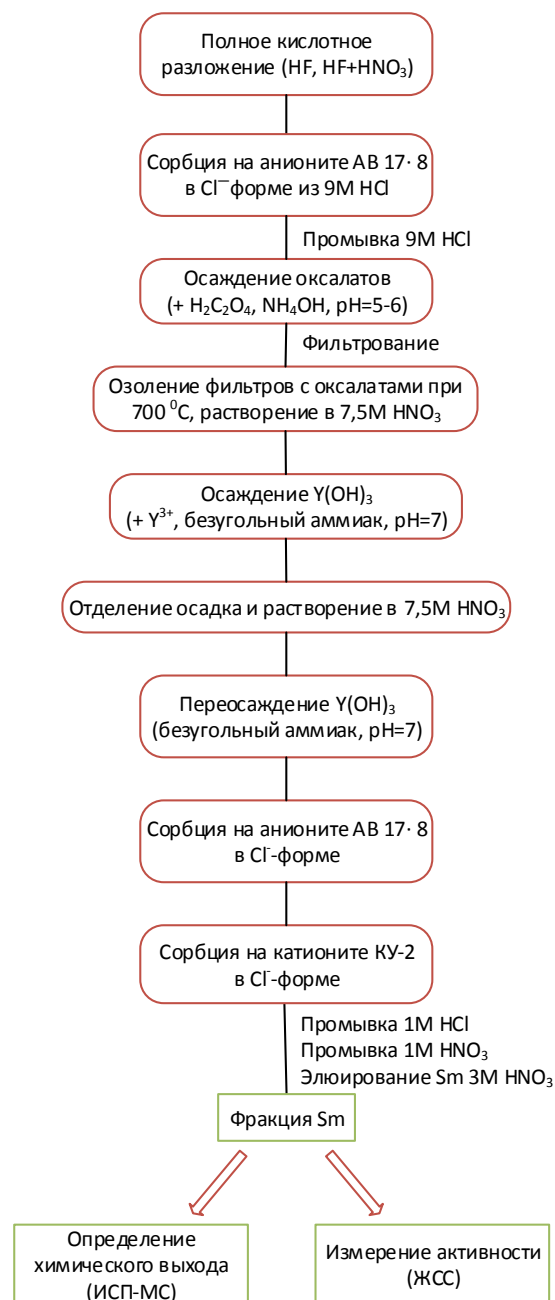 Полное кислотное
разложение (HF, HF+HNO₃)
Сорбция на анионите АВ 17· 8
в Cl⁻ форме из 9М HCl
Промывка 9М HCl
Осаждение оксалатов
(+ H₂C₂O₄, NH₄OH, pH=5-6)
Фильтрование
Озоление фильтров с оксалатами при
700 ⁰С, растворение в 7,5М HNO₃
Осаждение Y(OH)₃
(+ Y³⁺, безугольный аммиак, pH=7)
Отделение осадка и растворение в 7,5М HNO₃
Переосаждение Y(OH)₃
(безугольный аммиак, pH=7)
Сорбция на анионите АВ 17· 8
в Cl⁻-форме
Сорбция на катионите КУ-2
в Cl⁻-форме
Промывка 1М HCl
Промывка 1М HNO₃
Элюирование Sm 3М HNO₃
Фракция Sm
Определение
химического выхода
(ИСП-МС)
Измерение активности
(ЖСС)